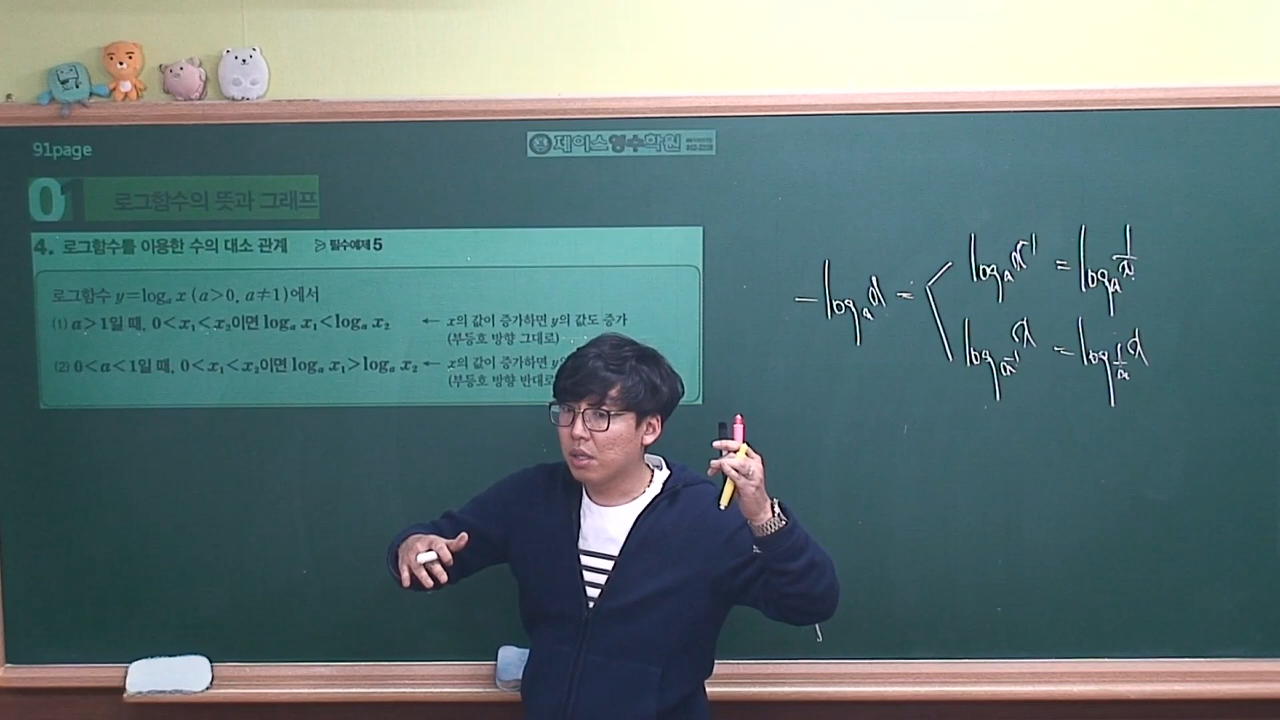 91page
제이스영수학원
01 로그함수의 뜻과 그래프
4. 로그함수를 이용한 수의 대소 관계 필수예제 5
로그함수 y=logₐ x (a>0, a≠1)에서
(1) a>1일 때, 0<x₁<x₂이면 logₐ x₁<logₐ x₂ ← x의 값이 증가하면 y의 값도 증가
(부등호 방향 그대로)
(2) 0<a<1일 때, 0<x₁<x₂이면 logₐ x₁>logₐ x₂ ← x의 값이 증가하면
(부등호 방향 반대로
-logₐ x =
logₐ x⁻¹ = logₐ 1/x
log_{a⁻¹} x = log_{1/a} x